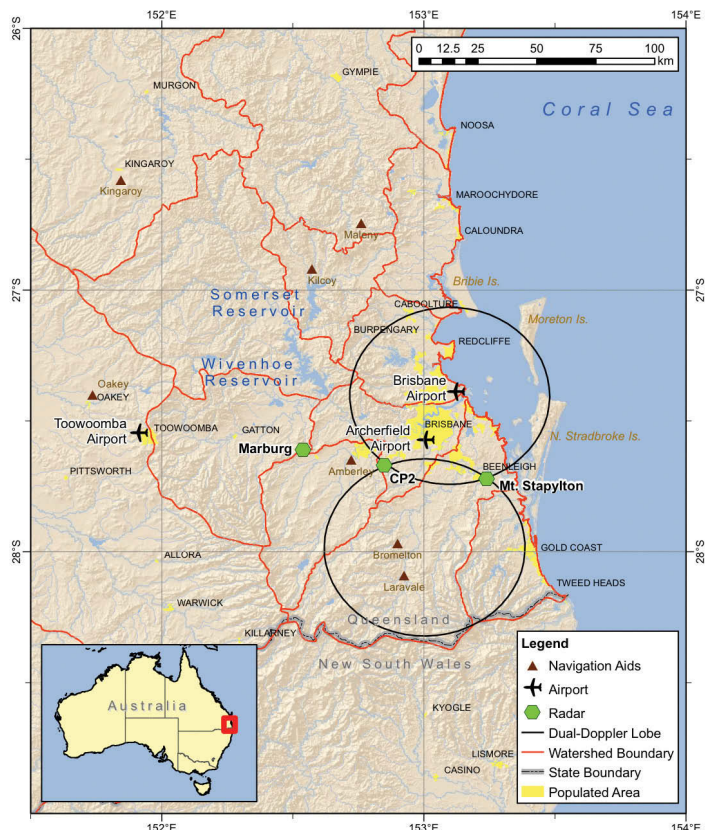 152°E
153°E
154°E
26°S
0 12.5 25 50 75 100
km
GYMPIE
MURGON
Coral Sea
NOOSA
KINGAROY
Kingaroy
MAROOCHYDORE
Maleny
CALOUNDRA
Kilcoy
27°S
Bribie Is.
Somerset
Reservoir
CABOOLTURE
Moreton Is.
BURPENGARY
REDCLIFFE
Wivenhoe
Reservoir
Oakey
OAKEY
Brisbane
Airport
Toowoomba
Airport
TOOWOOMBA
GATTON
Archerfield
Airport
BRISBANE
N. Stradbroke Is.
Marburg
Amberley
CP2
BEENLEIGH
PITTSWORTH
Mt. Stapylton
28°S
ALLORA
Bromelton
GOLD COAST
Laravale
TWEED HEADS
WARWICK
Queensland
KILLARNEY
New South Wales
Australia
KYOGLE
LISMORE
CASINO
Legend
Navigation Aids
Airport
Radar
Dual-Doppler Lobe
Watershed Boundary
State Boundary
Populated Area
152°E
153°E
154°E